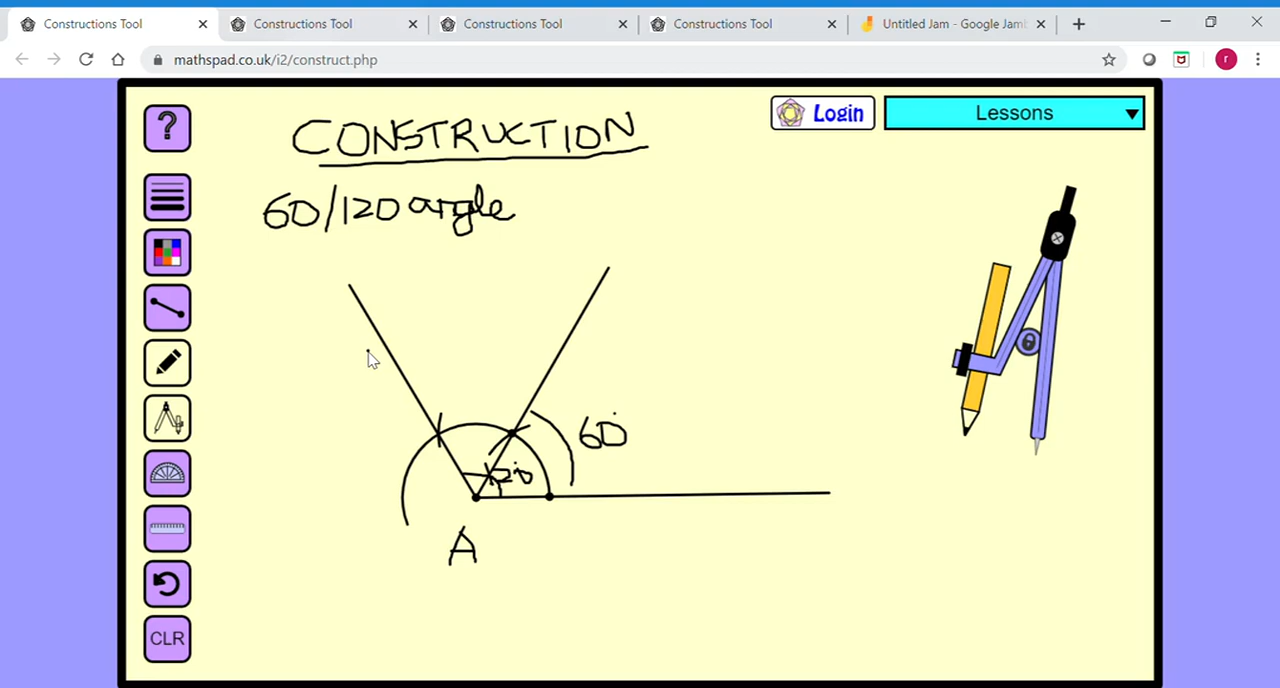 Constructions Tool
Constructions Tool
Constructions Tool
Constructions Tool
Untitled Jam - Google Jamb
mathspad.co.uk/i2/construct.php
r
?
Login
Lessons
CONSTRUCTION
60/120 angle
60°
120°
A
CLR